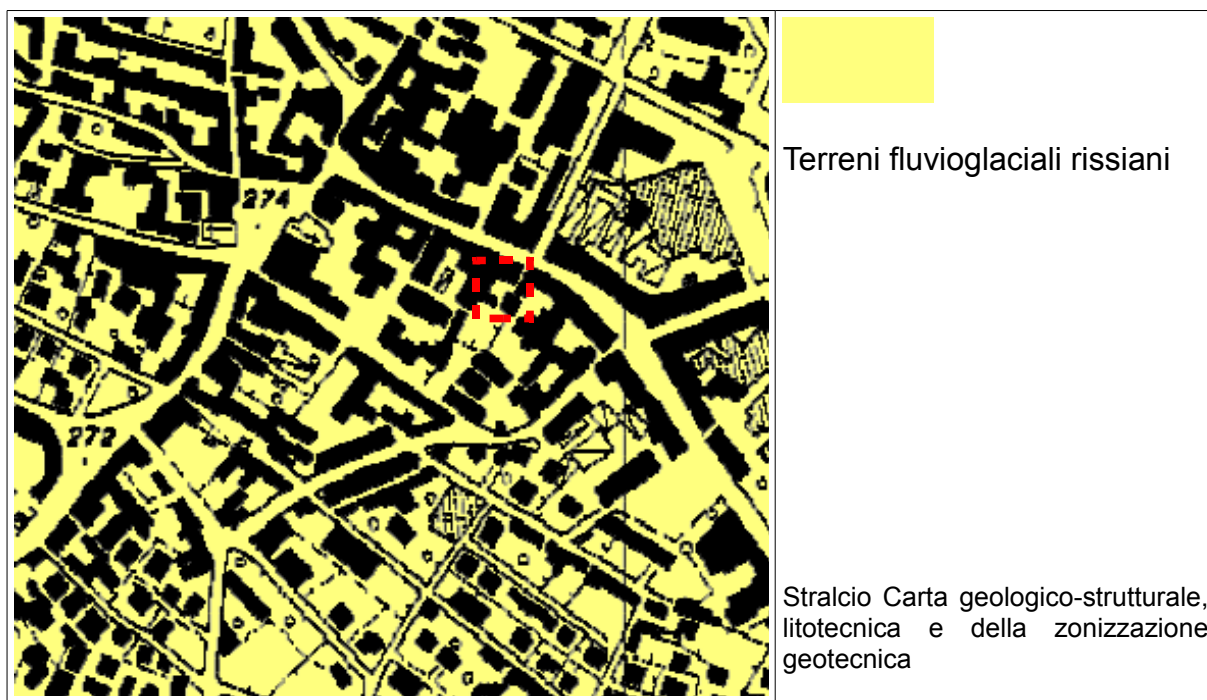 274
272
Terreni fluvioglaciali rissiani
Stralcio Carta geologico-strutturale,
litotecnica e della zonizzazione
geotecnica